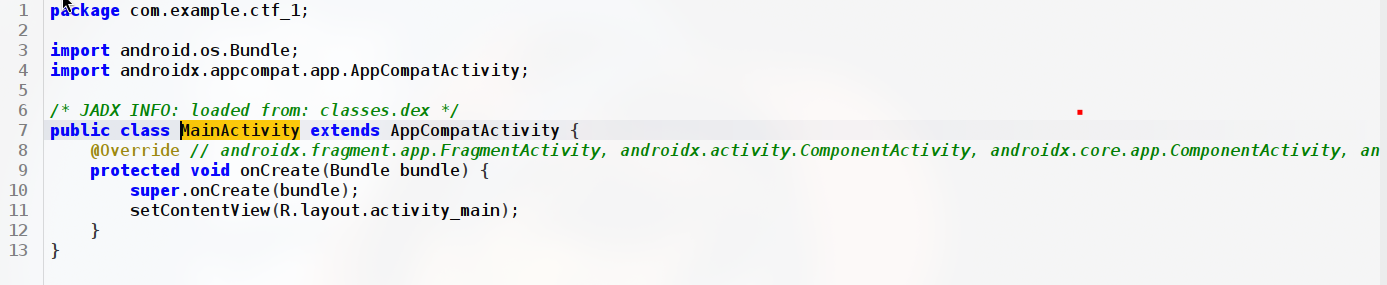 1 package com.example.ctf_1;
2
3 import android.os.Bundle;
4 import androidx.appcompat.app.AppCompatActivity;
5
6 /* JADX INFO: loaded from: classes.dex */
7 public class MainActivity extends AppCompatActivity {
8 @Override // androidx.fragment.app.FragmentActivity, androidx.activity.ComponentActivity, androidx.core.app.ComponentActivity, an
9 protected void onCreate(Bundle bundle) {
10 super.onCreate(bundle);
11 setContentView(R.layout.activity_main);
12 }
13 }